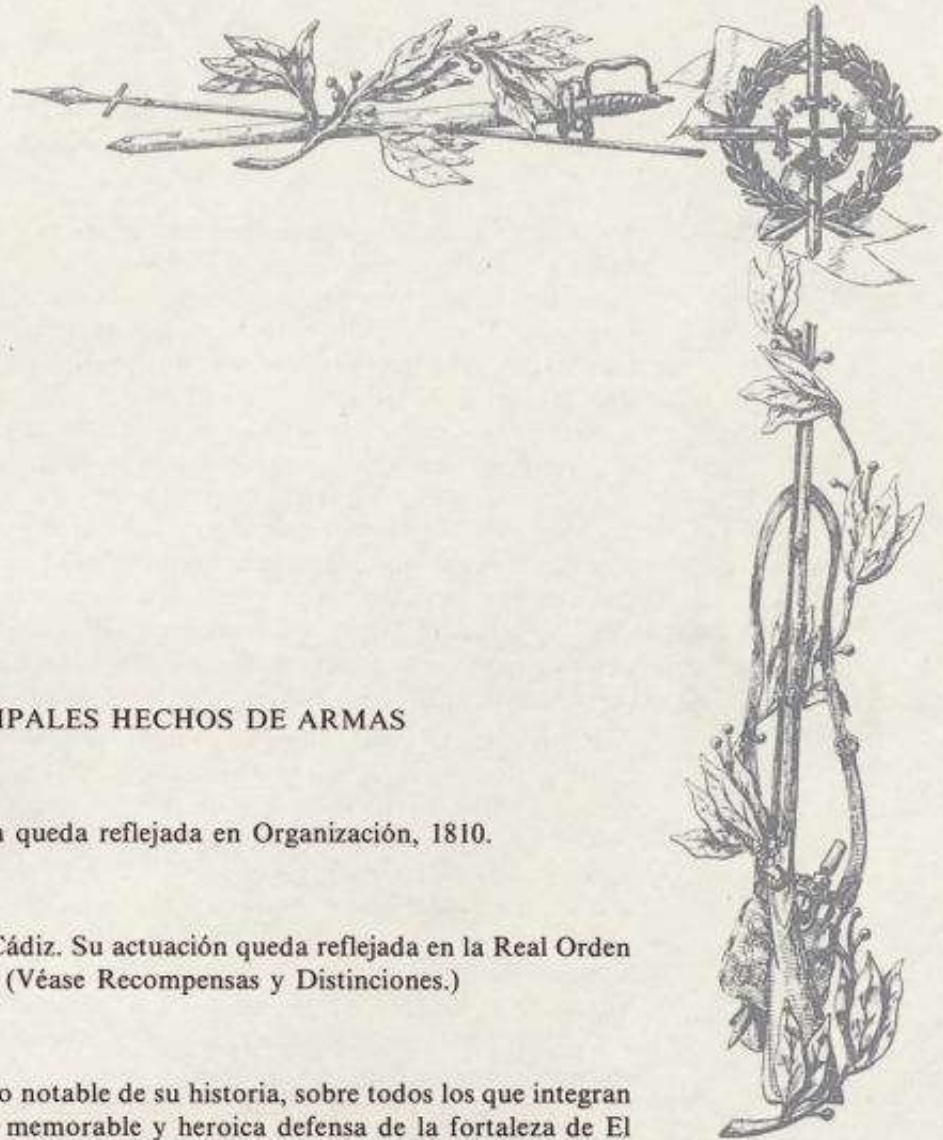 IPALES HECHOS DE ARMAS
queda reflejada en Organización, 1810.
Cádiz. Su actuación queda reflejada en la Real Orden
(Véase Recompensas y Distinciones.)
o notable de su historia, sobre todos los que integran
memorable y heroica defensa de la fortaleza de El